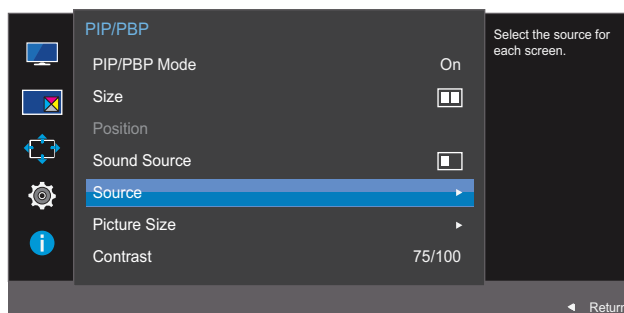 PIP/PBP
PIP/PBP Mode On
Size
Position
Sound Source
Source
Picture Size
Contrast 75/100
Select the source for
each screen.
Return